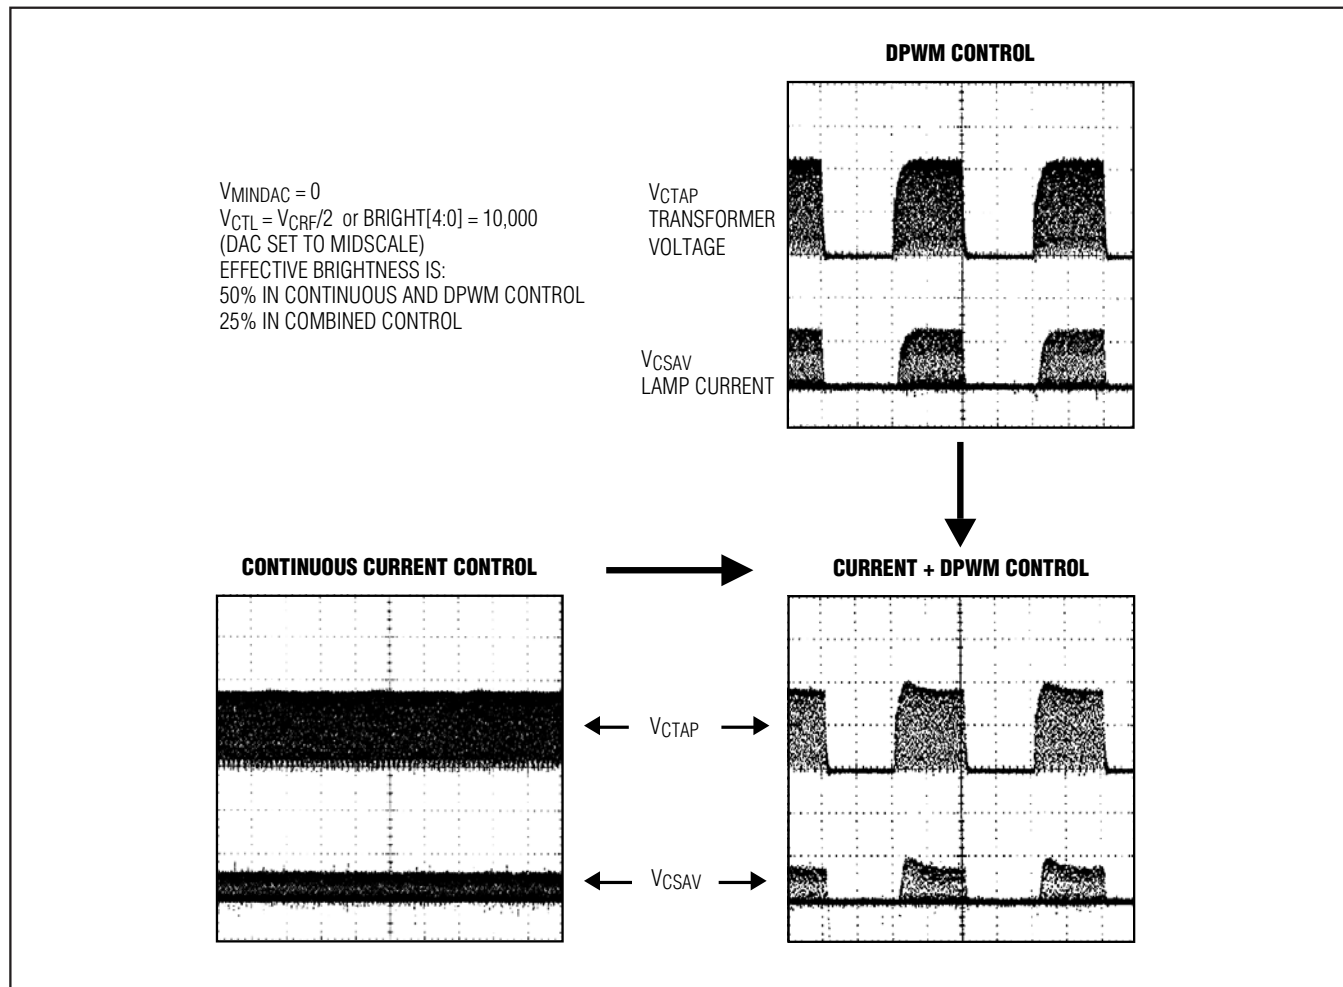 DPWM CONTROL
VMINDAC = 0
VCTL = VCRF/2 or BRIGHT[4:0] = 10,000
(DAC SET TO MIDSCALE)
EFFECTIVE BRIGHTNESS IS:
50% IN CONTINUOUS AND DPWM CONTROL
25% IN COMBINED CONTROL
VCTAP
TRANSFORMER
VOLTAGE
VCSAV
LAMP CURRENT
CONTINUOUS CURRENT CONTROL
CURRENT + DPWM CONTROL
VCTAP
VCSAV